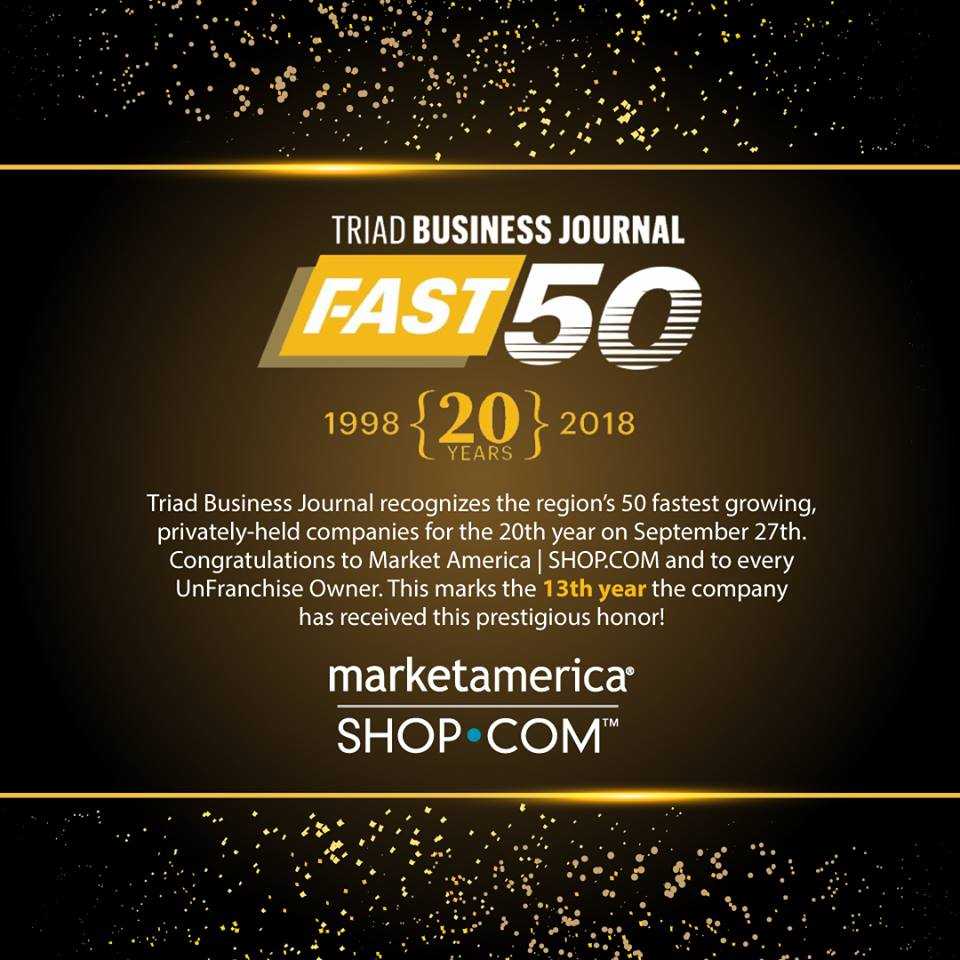 TRIAD BUSINESS JOURNAL
FAST 50
1998 {20 YEARS} 2018
Triad Business Journal recognizes the region's 50 fastest growing,
privately-held companies for the 20th year on September 27th.
Congratulations to Market America | SHOP.COM and to every
UnFranchise Owner. This marks the 13th year the company
has received this prestigious honor!
marketamerica®
SHOP•COM™